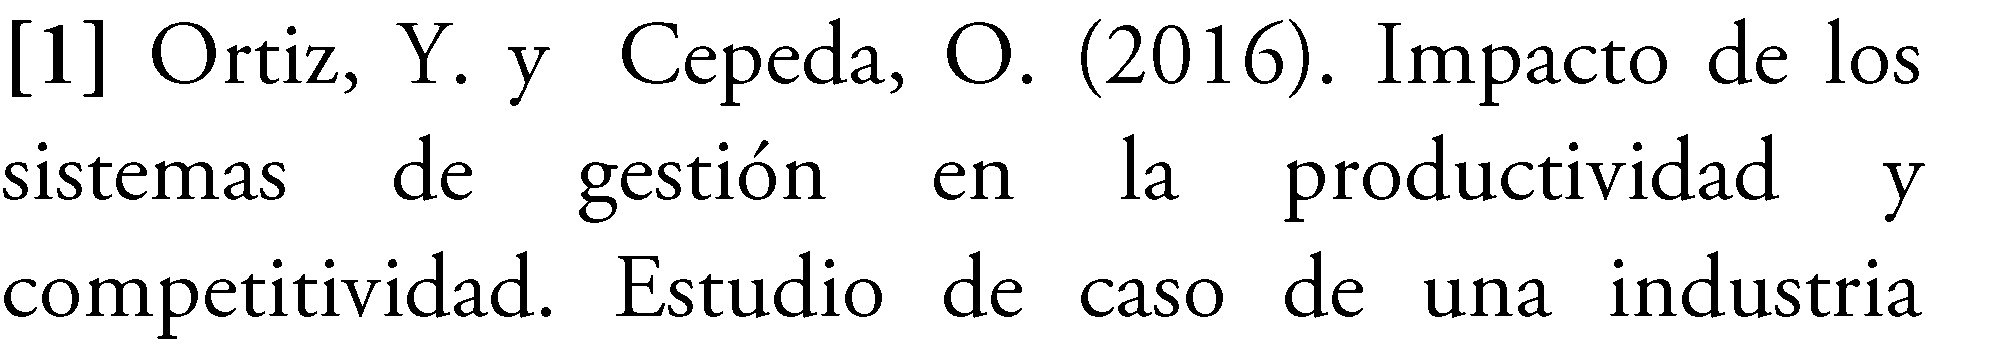 [1] Ortiz, Y. y Cepeda, O. (2016). Impacto de los
sistemas de gestión en la productividad y
competitividad. Estudio de caso de una industria